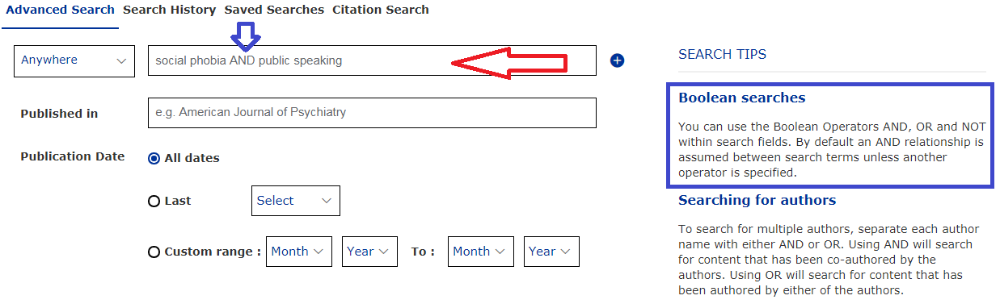 Advanced Search Search History Saved Searches Citation Search
Anywhere social phobia AND public speaking
Published in e.g. American Journal of Psychiatry
Publication Date All dates
Last Select
Custom range : Month Year To : Month Year
SEARCH TIPS
Boolean searches
You can use the Boolean Operators AND, OR and NOT
within search fields. By default an AND relationship is
assumed between search terms unless another
operator is specified.
Searching for authors
To search for multiple authors, separate each author
name with either AND or OR. Using AND will search
for content that has been co-authored by the
authors. Using OR will search for content that has
been authored by either of the authors.